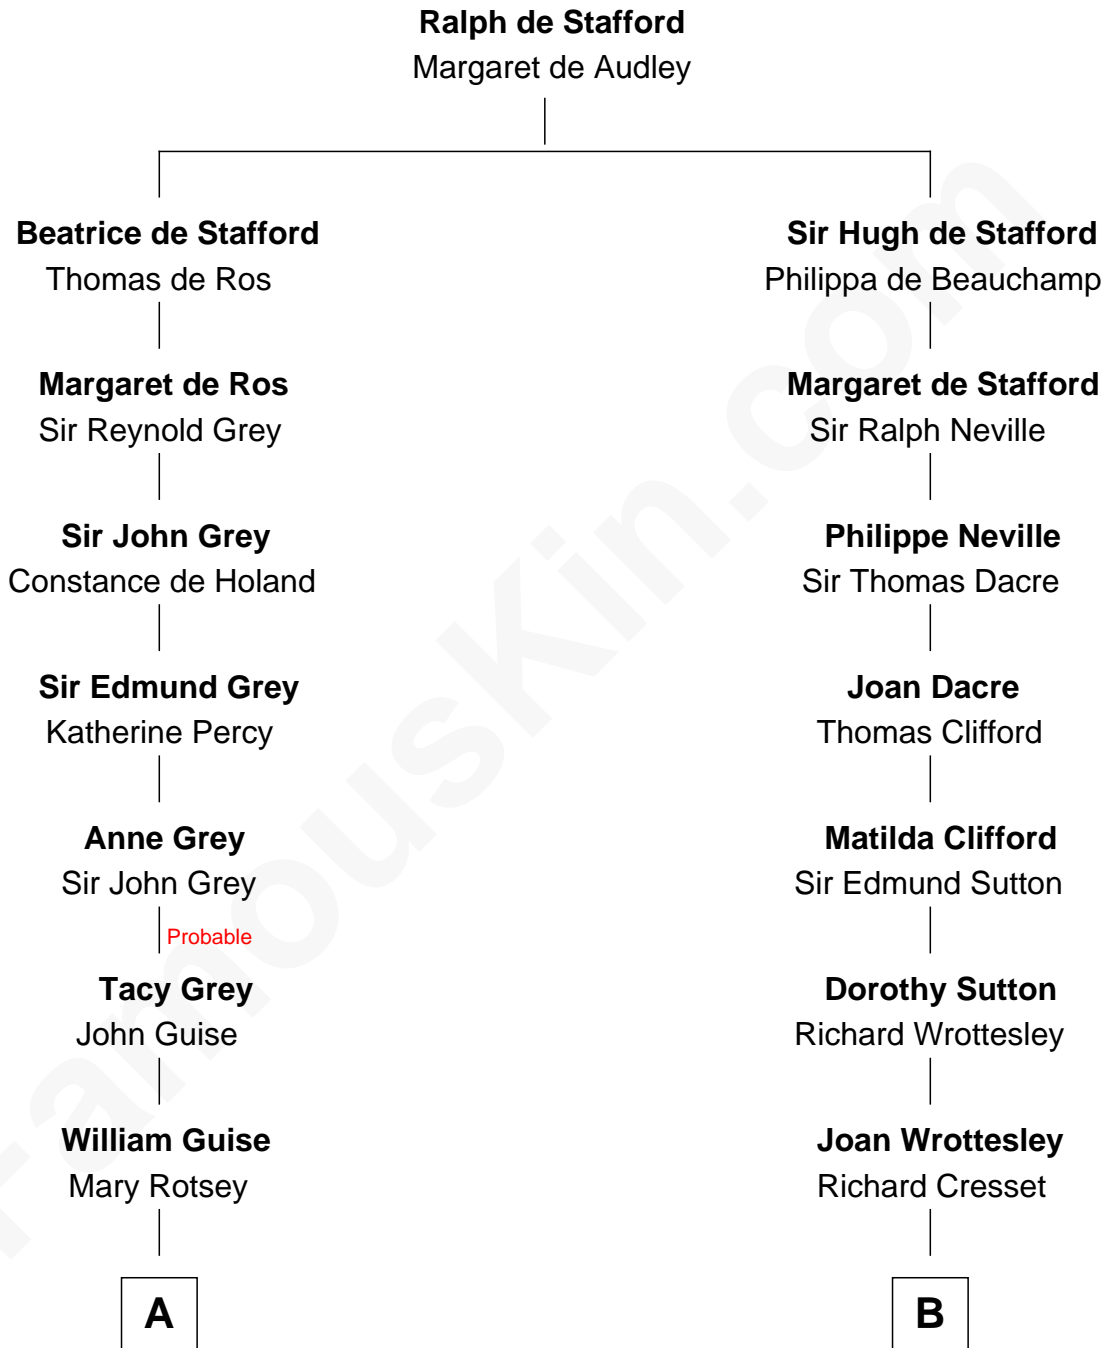 Ralph de Stafford
Margaret de Audley
Beatrice de Stafford
Thomas de Ros
Sir Hugh de Stafford
Philippa de Beauchamp
Margaret de Ros
Sir Reynold Grey
Margaret de Stafford
Sir Ralph Neville
Sir John Grey
Constance de Holand
Philippe Neville
Sir Thomas Dacre
Sir Edmund Grey
Katherine Percy
Joan Dacre
Thomas Clifford
Anne Grey
Sir John Grey
Matilda Clifford
Sir Edmund Sutton
Probable
Tacy Grey
John Guise
Dorothy Sutton
Richard Wrottesley
William Guise
Mary Rotsey
Joan Wrottesley
Richard Cresset
A
B
FamousKin.com